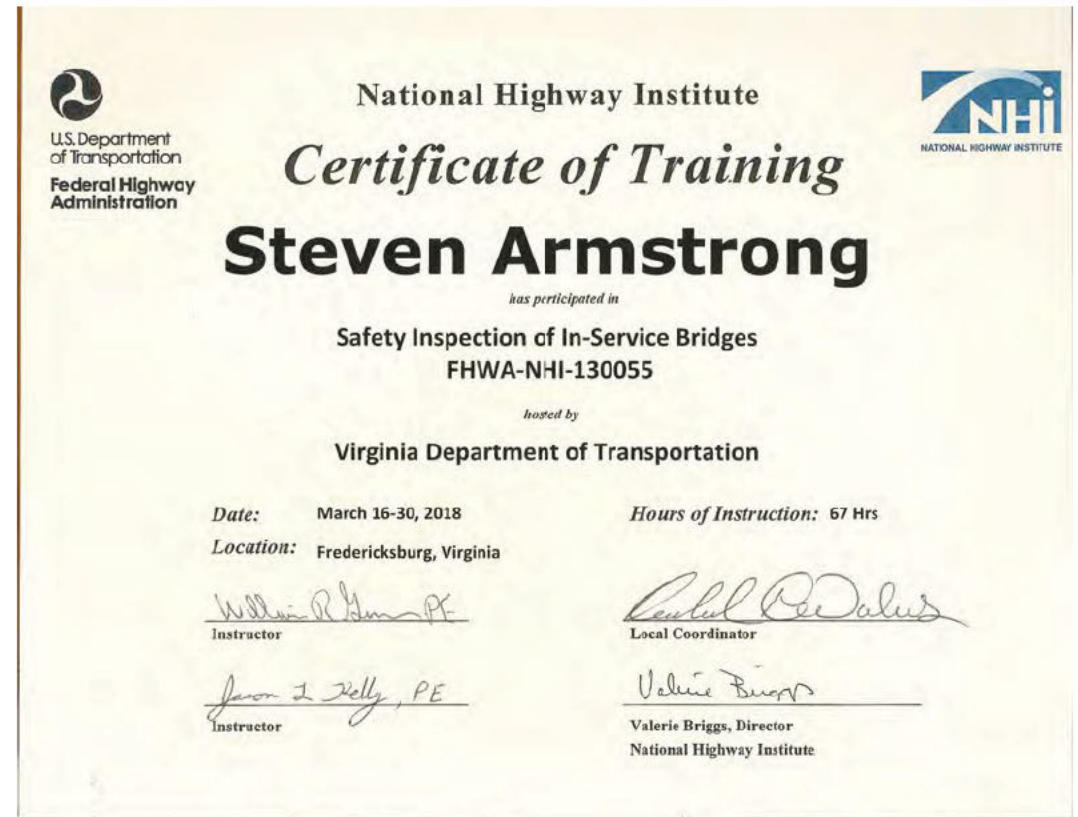 National Highway Institute
U.S. Department
of Transportation
Federal Highway
Administration
NHI
NATIONAL HIGHWAY INSTITUTE
Certificate of Training
Steven Armstrong
has participated in
Safety Inspection of In-Service Bridges
FHWA-NHI-130055
hosted by
Virginia Department of Transportation
Date: March 16-30, 2018
Hours of Instruction: 67 Hrs
Location: Fredericksburg, Virginia
William R PE
Instructor
Local Coordinator
Jason L Kelly, PE
Instructor
Valerie Briggs
Valerie Briggs, Director
National Highway Institute